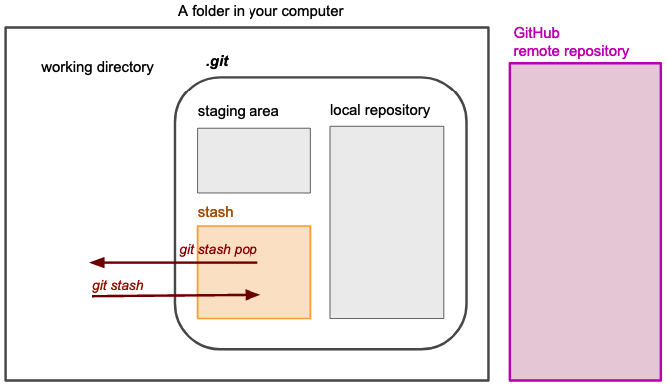 A folder in your computer
GitHub
remote repository
working directory
.git
staging area
local repository
stash
git stash pop
git stash